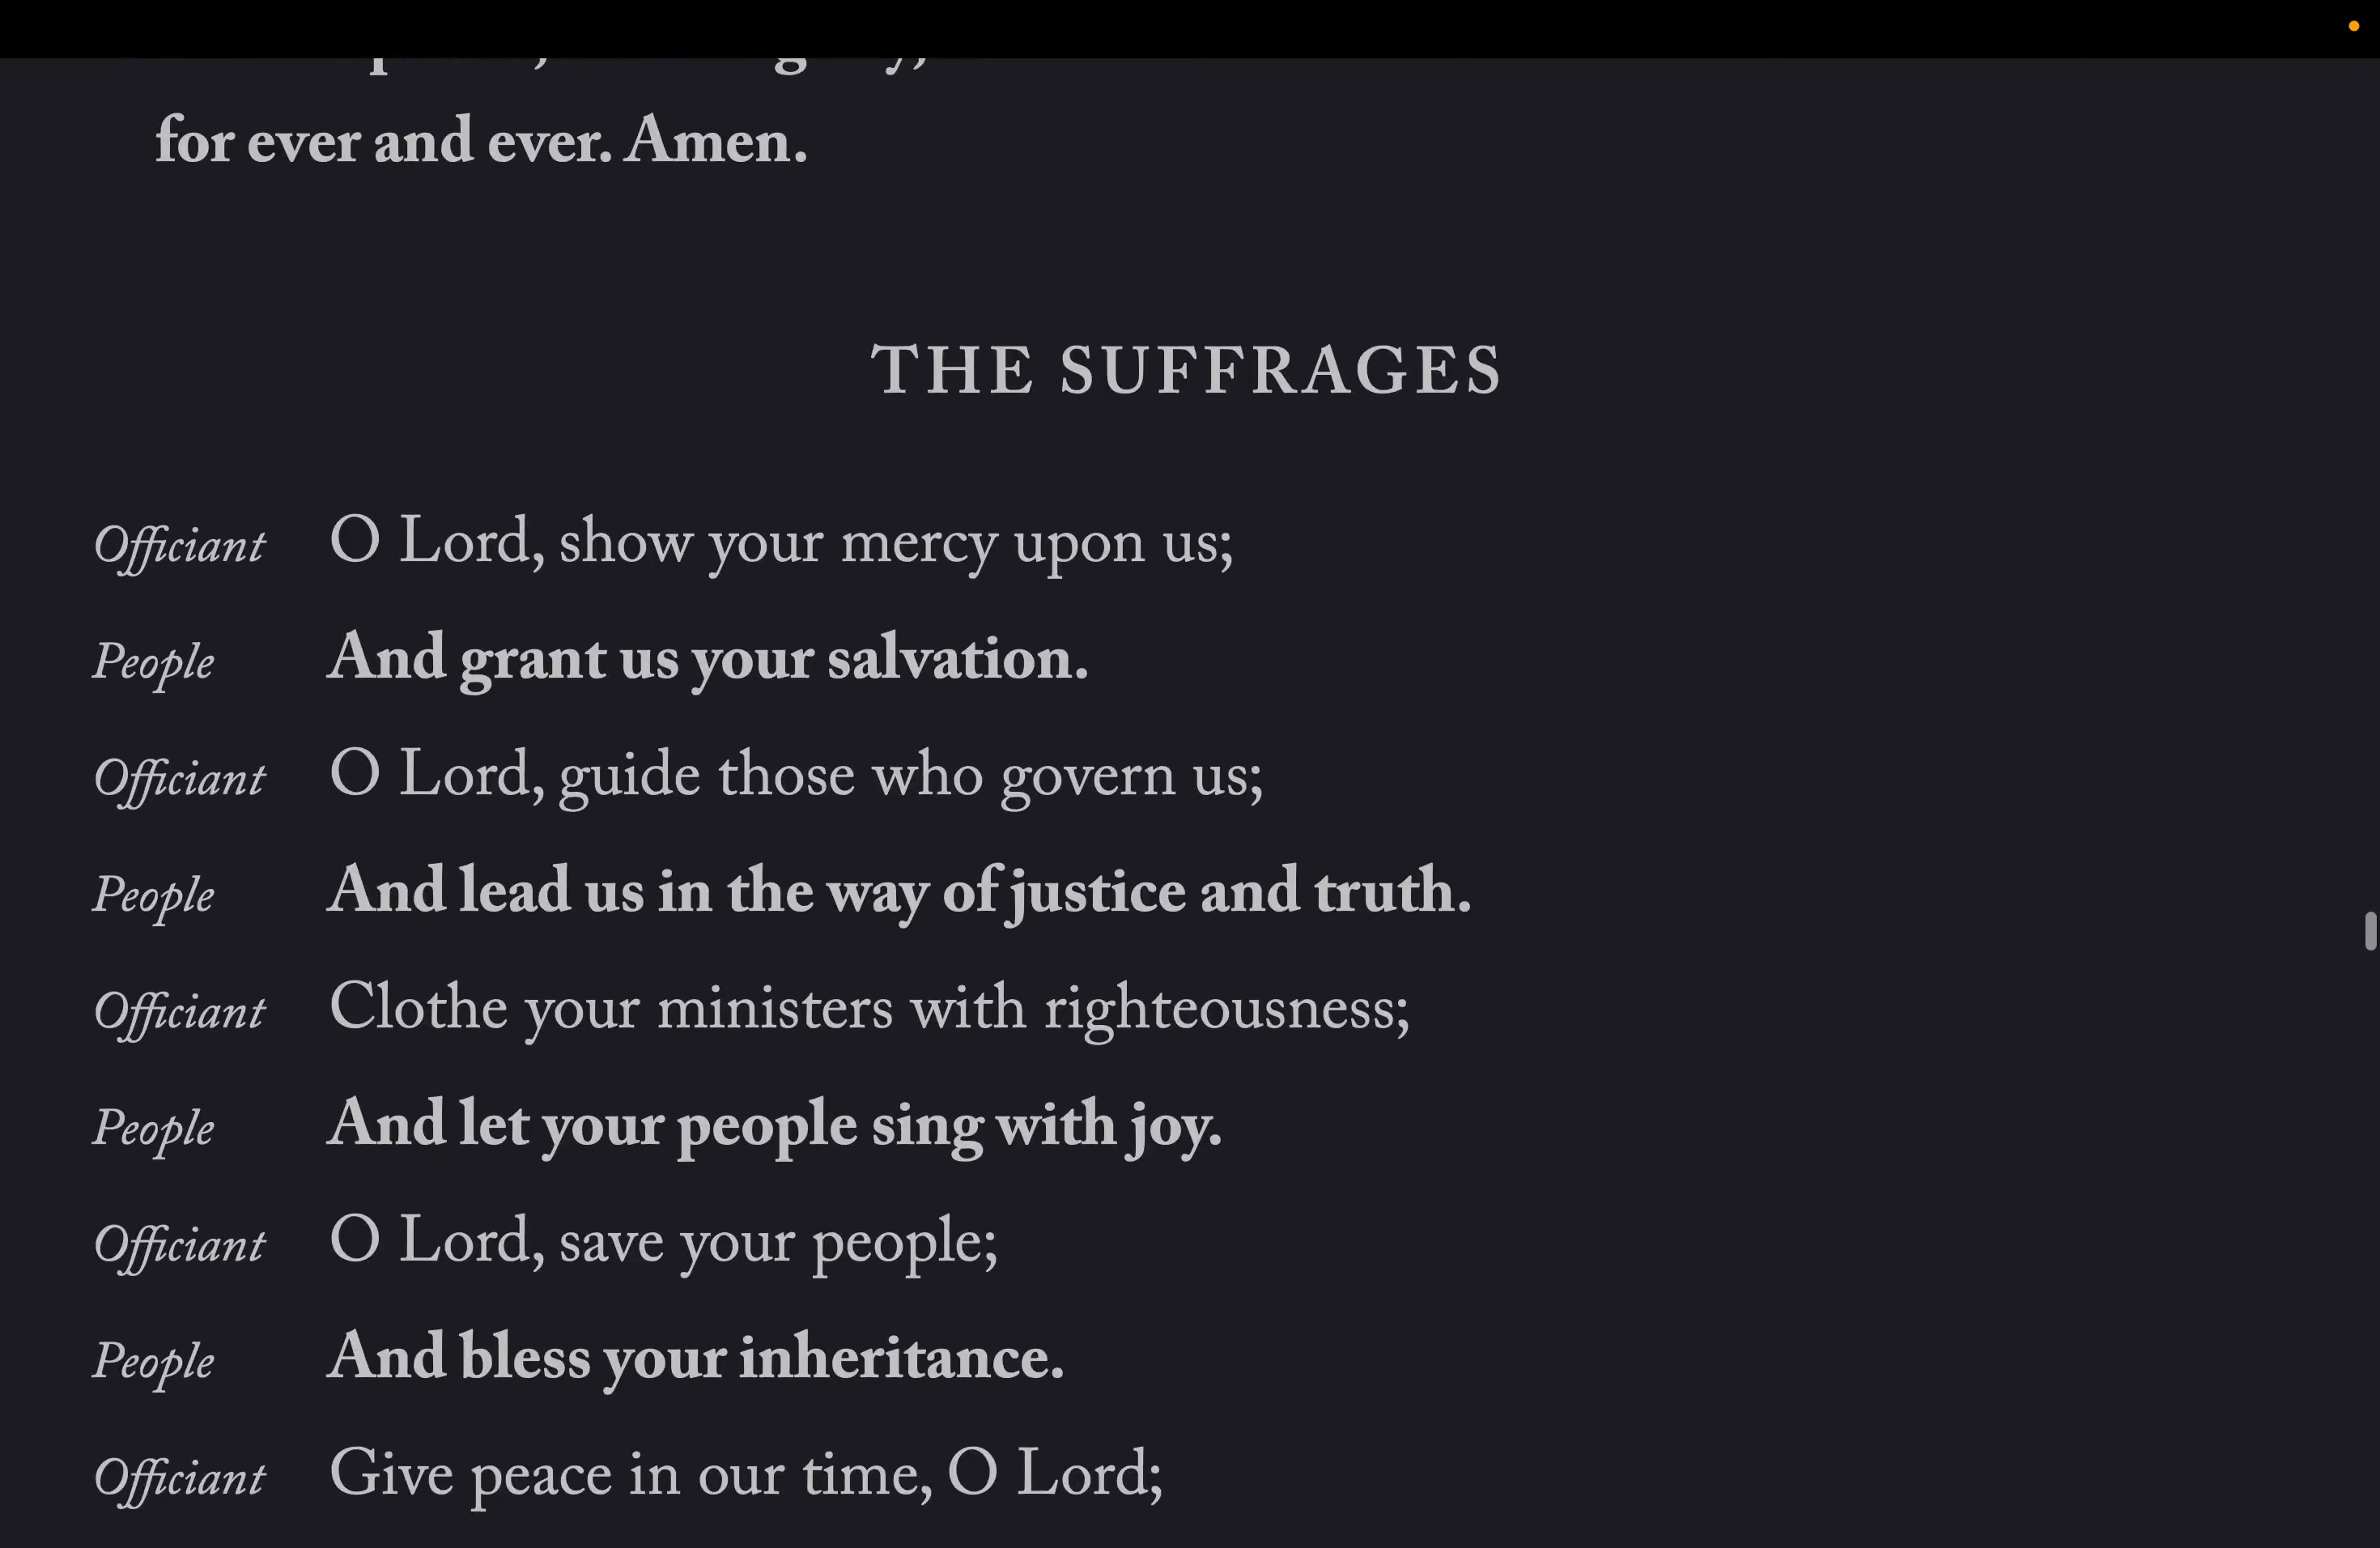 for ever and ever. Amen.
THE SUFFRAGES
Officiant O Lord, show your mercy upon us;
People And grant us your salvation.
Officiant O Lord, guide those who govern us;
People And lead us in the way of justice and truth.
Officiant Clothe your ministers with righteousness;
People And let your people sing with joy.
Officiant O Lord, save your people;
People And bless your inheritance.
Officiant Give peace in our time, O Lord;